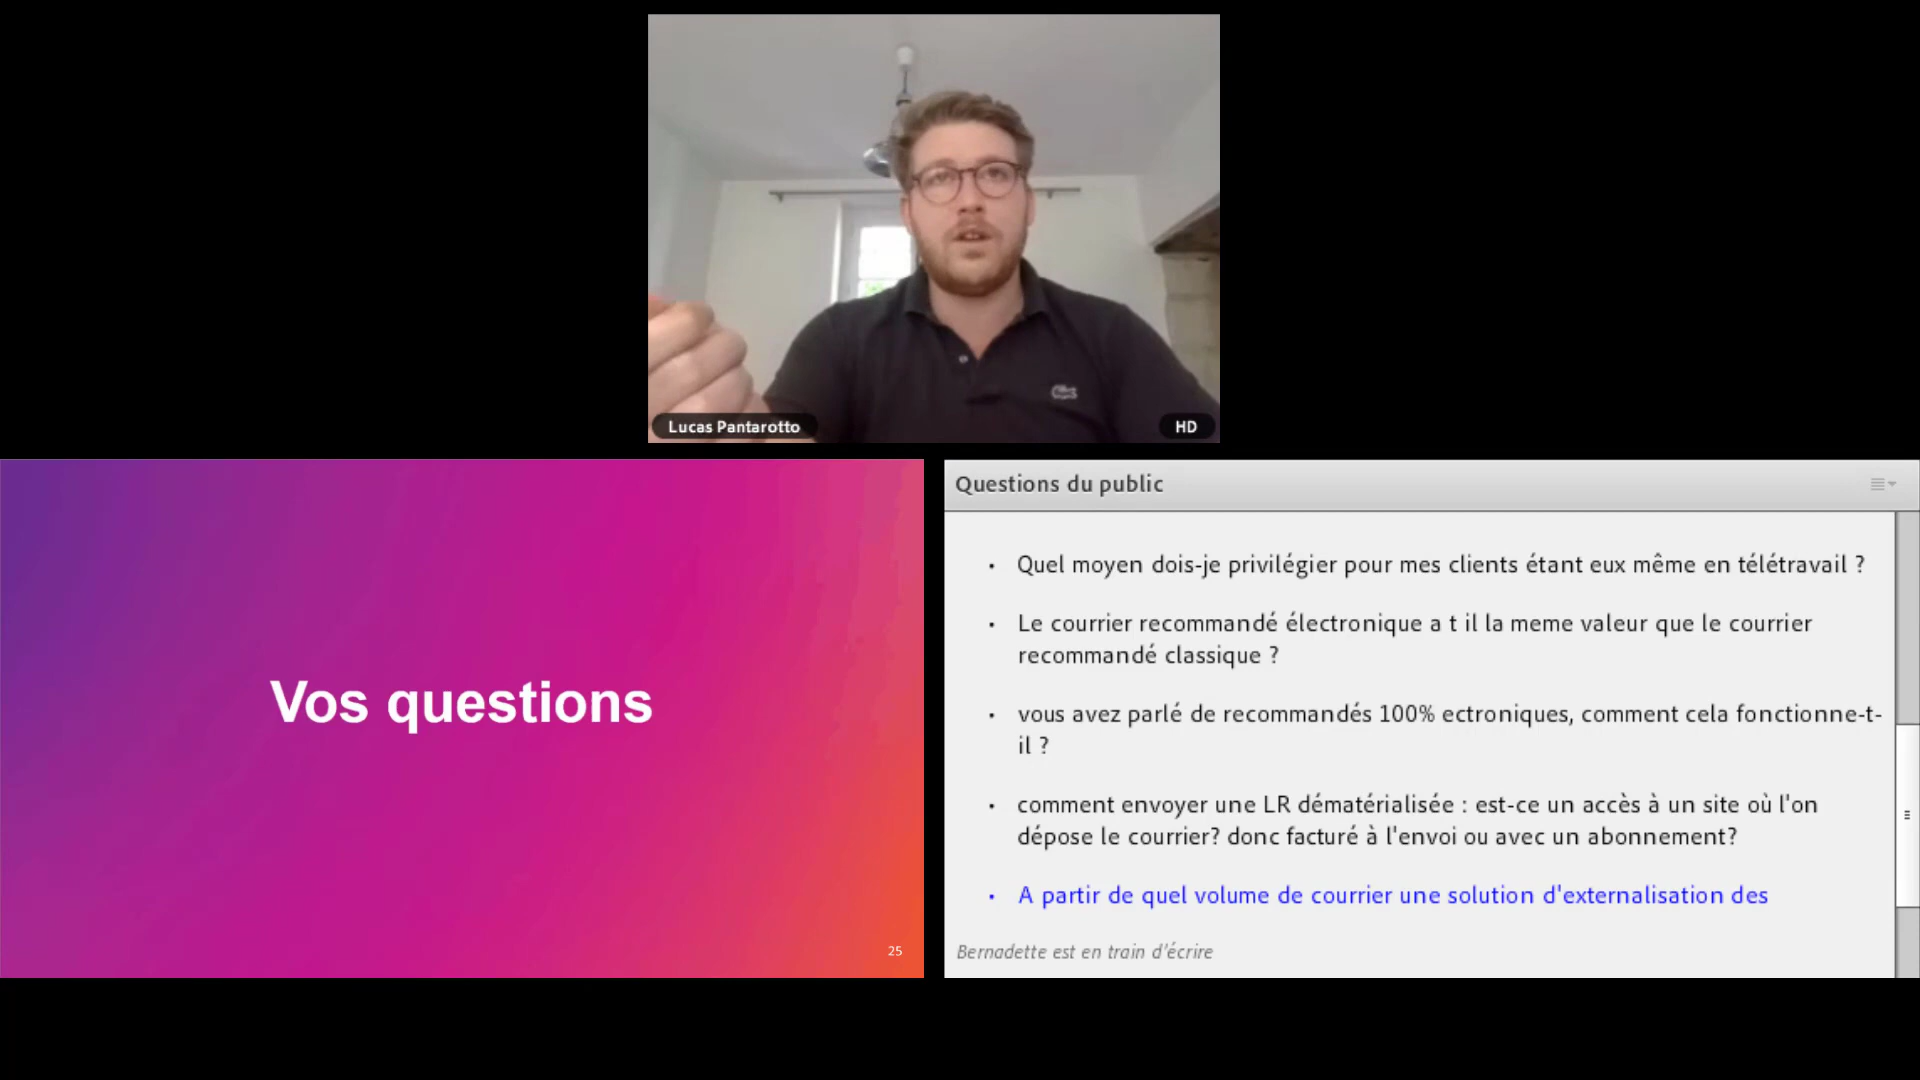 Lucas Pantarotto
HD
Vos questions
25
Questions du public
• Quel moyen dois-je privilégier pour mes clients étant eux même en télétravail ?
• Le courrier recommandé électronique a t il la meme valeur que le courrier
recommandé classique ?
• vous avez parlé de recommandés 100% ectroniques, comment cela fonctionne-t-
il ?
• comment envoyer une LR dématérialisée : est-ce un accès à un site où l'on
dépose le courrier? donc facturé à l'envoi ou avec un abonnement?
• A partir de quel volume de courrier une solution d'externalisation des
Bernadette est en train d'écrire